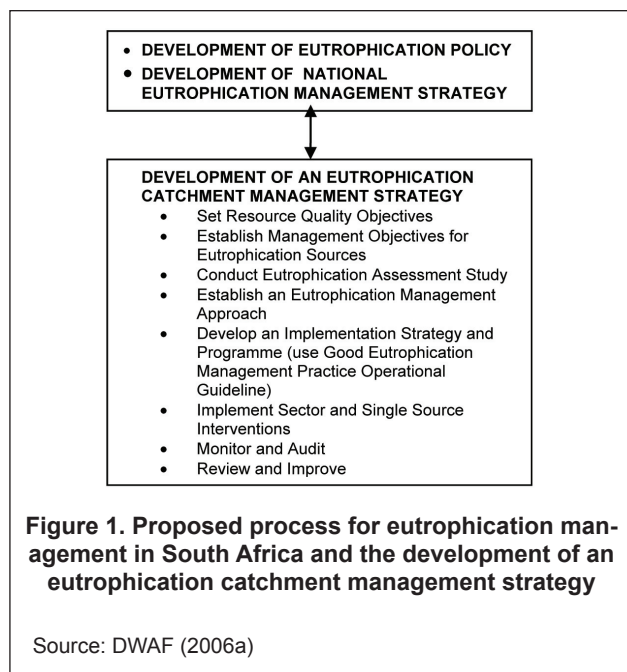 • DEVELOPMENT OF EUTROPHICATION POLICY
• DEVELOPMENT OF NATIONAL
EUTROPHICATION MANAGEMENT STRATEGY
DEVELOPMENT OF AN EUTROPHICATION
CATCHMENT MANAGEMENT STRATEGY
• Set Resource Quality Objectives
• Establish Management Objectives for
Eutrophication Sources
• Conduct Eutrophication Assessment Study
• Establish an Eutrophication Management
Approach
• Develop an Implementation Strategy and
Programme (use Good Eutrophication
Management Practice Operational
Guideline)
• Implement Sector and Single Source
Interventions
• Monitor and Audit
• Review and Improve
Figure 1. Proposed process for eutrophication man-
agement in South Africa and the development of an
eutrophication catchment management strategy
Source: DWAF (2006a)